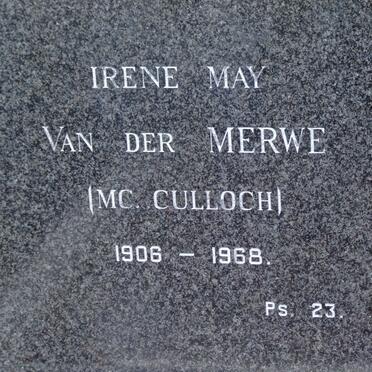 IRENE MAY
VAN DER MERWE
(MC. CULLOCH)
1906 – 1968.
Ps. 23.